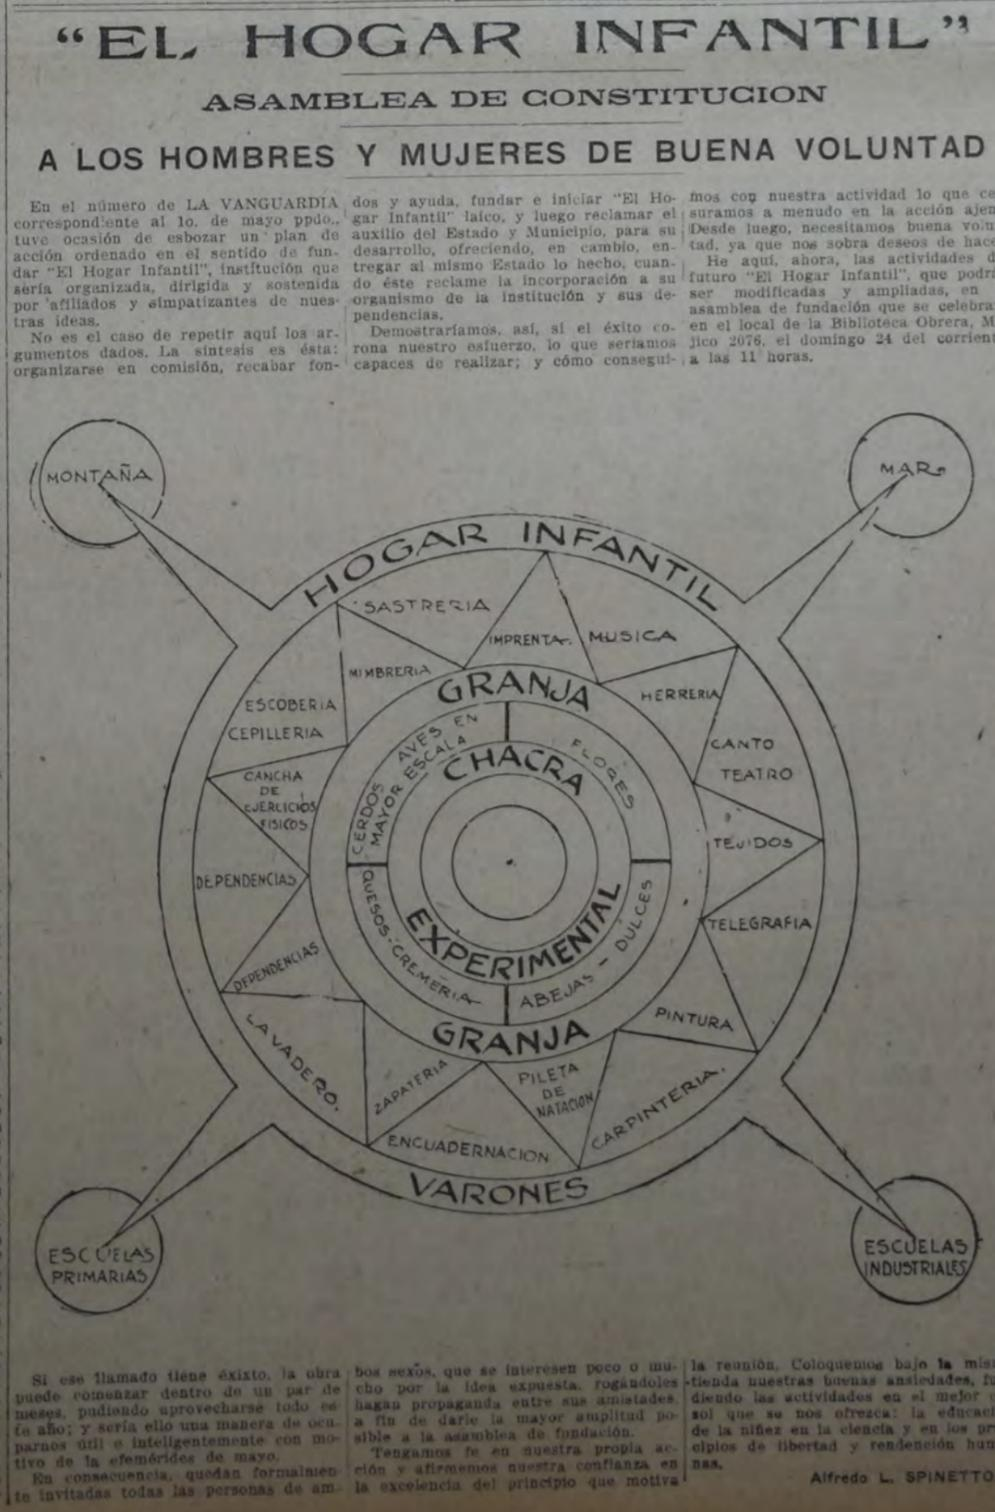 "EL HOGAR INFANTIL"
ASAMBLEA DE CONSTITUCION
A LOS HOMBRES Y MUJERES DE BUENA VOLUNTAD
En el número de LA VANGUARDIA
correspondiente al 1o. de mayo ppdo.,
tuve ocasión de esbozar un plan de
acción ordenado en el sentido de fun-
dar "El Hogar Infantil", institución que
sería organizada, dirigida y sostenida
por afiliados y simpatizantes de nues-
tras ideas.
No es el caso de repetir aquí los ar-
gumentos dados. La síntesis es ésta:
organizarse en comisión, recabar fon-
dos y ayuda, fundar e iniciar "El Ho-
gar Infantil" laico, y luego reclamar el
auxilio del Estado y Municipio, para su
desarrollo, ofreciendo, en cambio, en-
tregar al mismo Estado lo hecho, cuan-
do éste reclame la incorporación a su
organismo de la institución y sus de-
pendencias.
Demostraríamos, así, si el éxito co-
rona nuestro esfuerzo, lo que seríamos
capaces de realizar; y cómo consegui-
mos con nuestra actividad lo que ce
suramos a menudo en la acción ajen
Desde luego, necesitamos buena volu
tad, ya que nos sobra deseos de hace
He aquí, ahora, las actividades d
futuro "El Hogar Infantil", que podrá
ser modificadas y ampliadas, en
asamblea de fundación que se celebra
en el local de la Biblioteca Obrera, M
jico 2076, el domingo 24 del corrient
a las 11 horas.
MONTAÑA
MAR
HOGAR INFANTIL
SASTRERIA
IMPRENTA
MUSICA
MIMBRERIA
GRANJA
HERRERIA
ESCOBERIA
CEPILLERIA
AVES EN
MAYOR ESCALA
CERDOS
CHACRA
FLORES
CANTO
TEATRO
CANCHA
DE
EJERCICIOS
FISICOS
TEJIDOS
DEPENDENCIAS
QUESOS-CREMERIA
EXPERIMENTAL
ABEJAS - DULCES
TELEGRAFIA
DEPENDENCIAS
PINTURA
GRANJA
LAVADERO.
ZAPATERIA
PILETA
DE
NATACION
CARPINTERIA.
ENCUADERNACION
VARONES
ESCUELAS
PRIMARIAS
ESCUELAS
INDUSTRIALES
Si ese llamado tiene éxixto, la obra
puede comenzar dentro de un par de
meses, pudiendo aprovecharse todo es-
te año; y sería ello una manera de ocu-
parnos útil e inteligentemente con mo-
tivo de la efemérides de mayo.
En consecuencia, quedan formalmen-
te invitadas todas las personas de am-
bos sexos, que se interesen poco o mu-
cho por la idea expuesta, rogándoles
hagan propaganda entre sus amistades,
a fin de darle la mayor amplitud po-
sible a la asamblea de fundación.
Tengamos fe en nuestra propia ac-
ción y afirmemos nuestra confianza en
la excelencia del principio que motiva
la reunión. Coloquemos bajo la mis
tienda nuestras buenas ansiedades, fu
diendo las actividades en el mejor
sol que se nos ofrezca: la educaci
de la niñez en la ciencia y en los pr
cipios de libertad y rendención hum
nas.
Alfredo L. SPINETTO